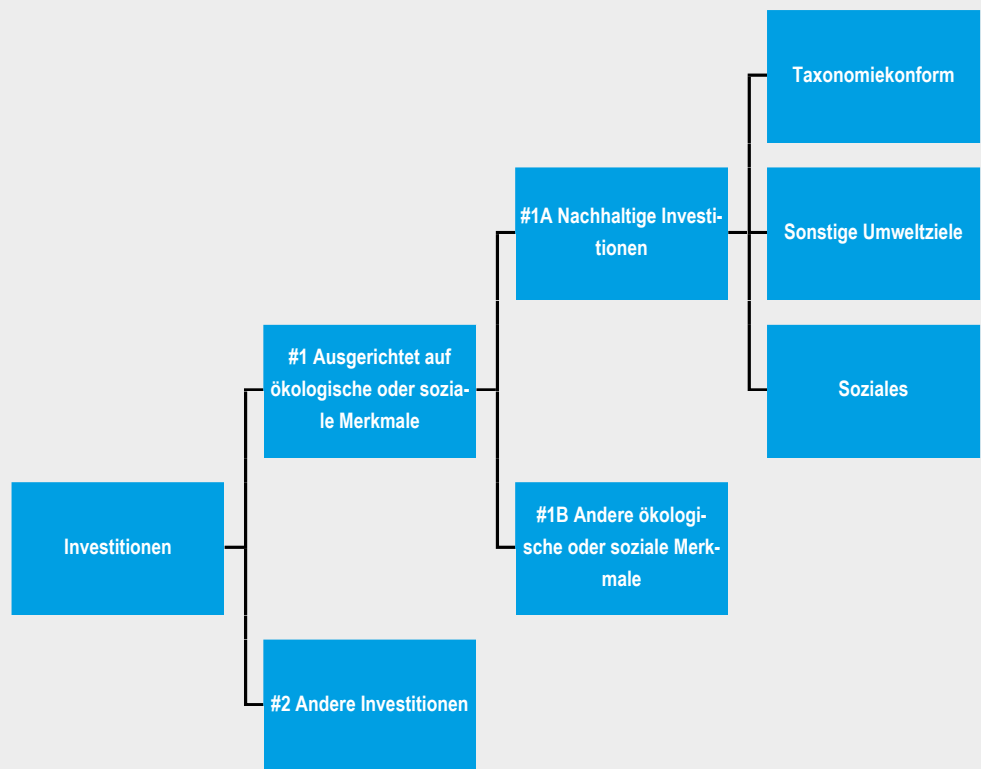 Taxonomiekonform
#1A Nachhaltige Investi-
tionen
Sonstige Umweltziele
#1 Ausgerichtet auf
ökologische oder sozia-
le Merkmale
Soziales
Investitionen
#1B Andere ökologi-
sche oder soziale Merk-
male
#2 Andere Investitionen